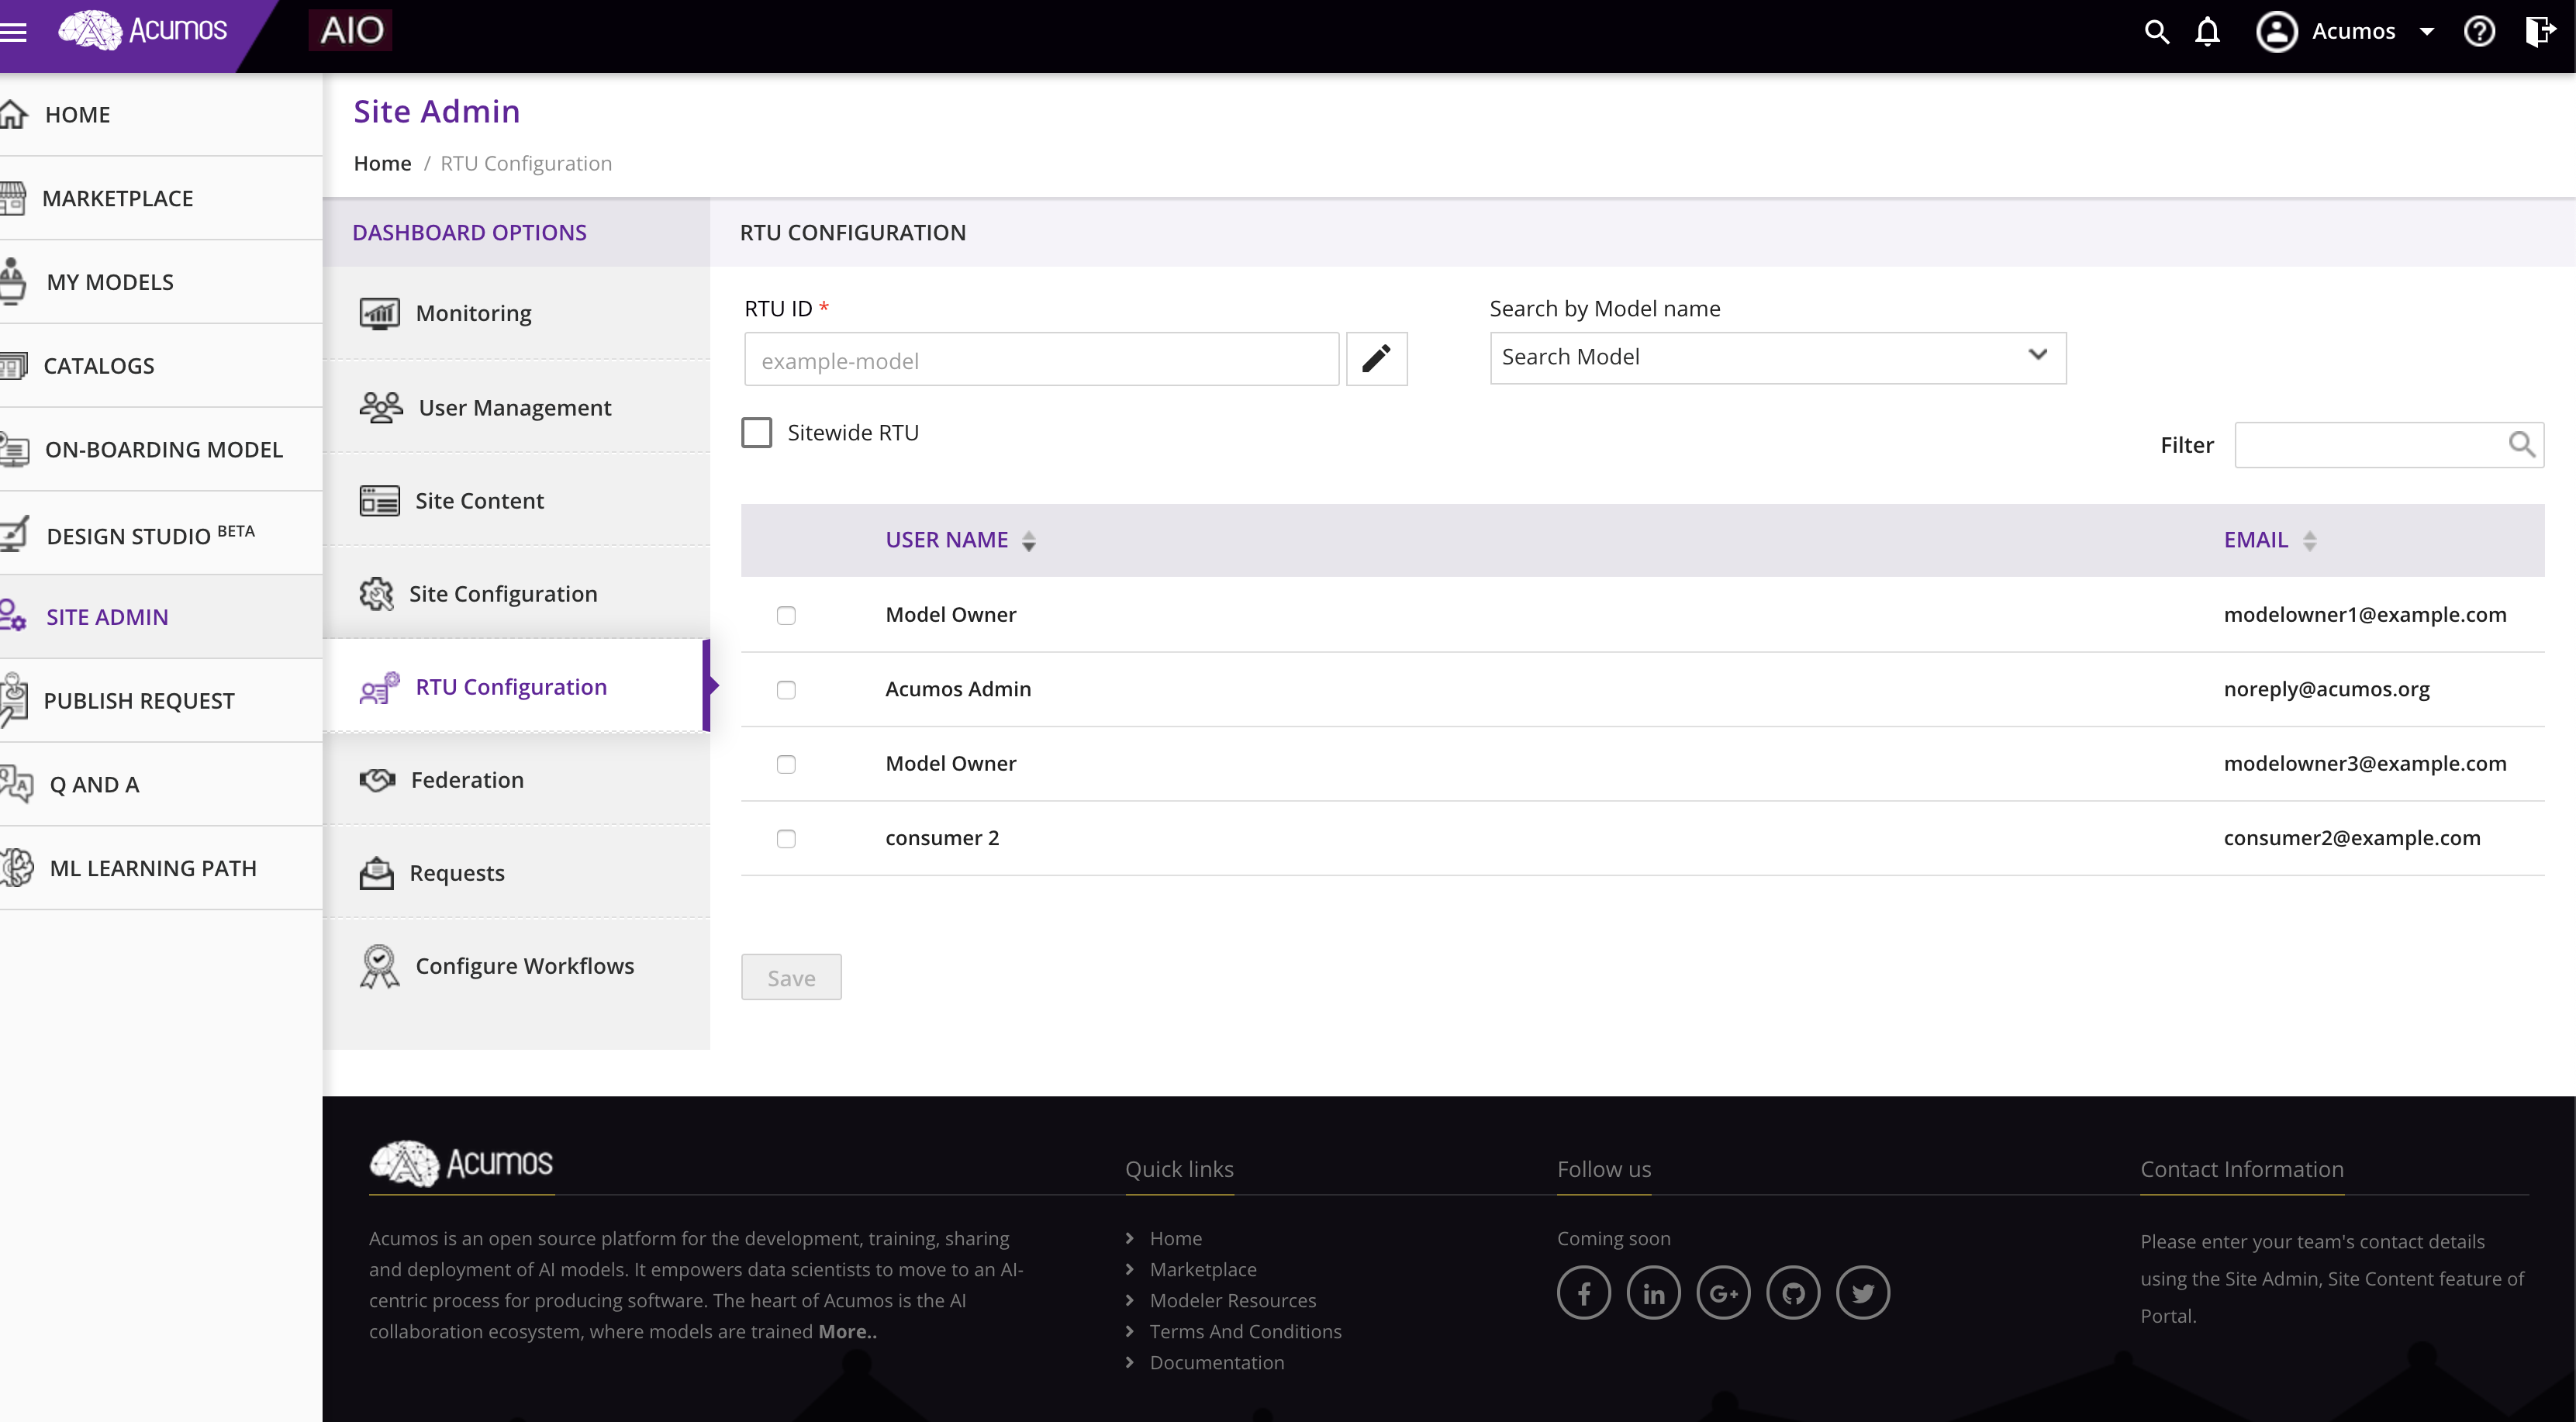 Acumos
AIO
Acumos
HOME
MARKETPLACE
MY MODELS
CATALOGS
ON-BOARDING MODEL
DESIGN STUDIO BETA
SITE ADMIN
PUBLISH REQUEST
Q AND A
ML LEARNING PATH
Site Admin
Home / RTU Configuration
DASHBOARD OPTIONS
Monitoring
User Management
Site Content
Site Configuration
RTU Configuration
Federation
Requests
Configure Workflows
RTU CONFIGURATION
RTU ID *
example-model
Search by Model name
Search Model
Sitewide RTU
Filter
USER NAME EMAIL
Model Owner modelowner1@example.com
Acumos Admin noreply@acumos.org
Model Owner modelowner3@example.com
consumer 2 consumer2@example.com
Save
Acumos
Acumos is an open source platform for the development, training, sharing
and deployment of AI models. It empowers data scientists to move to an AI-
centric process for producing software. The heart of Acumos is the AI
collaboration ecosystem, where models are trained More..
Quick links
Home
Marketplace
Modeler Resources
Terms And Conditions
Documentation
Follow us
Coming soon
Contact Information
Please enter your team's contact details
using the Site Admin, Site Content feature of
Portal.